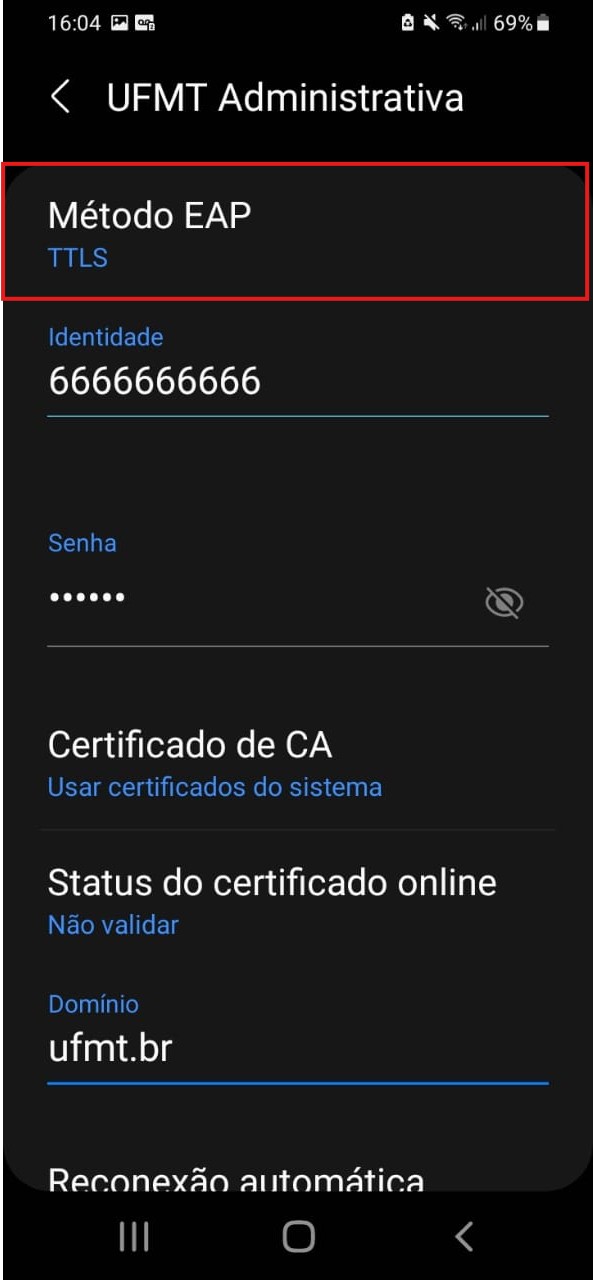 16:04 69%
UFMT Administrativa
Método EAP
TTLS
Identidade
6666666666
Senha
••••••
Certificado de CA
Usar certificados do sistema
Status do certificado online
Não validar
Domínio
ufmt.br
Reconexão automática